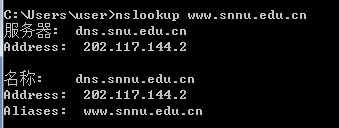 C:\Users\user>nslookup www.snnu.edu.cn
服务器:  dns.snu.edu.cn
Address:  202.117.144.2

名称:    dns.snnu.edu.cn
Address:  202.117.144.2
Aliases:  www.snnu.edu.cn